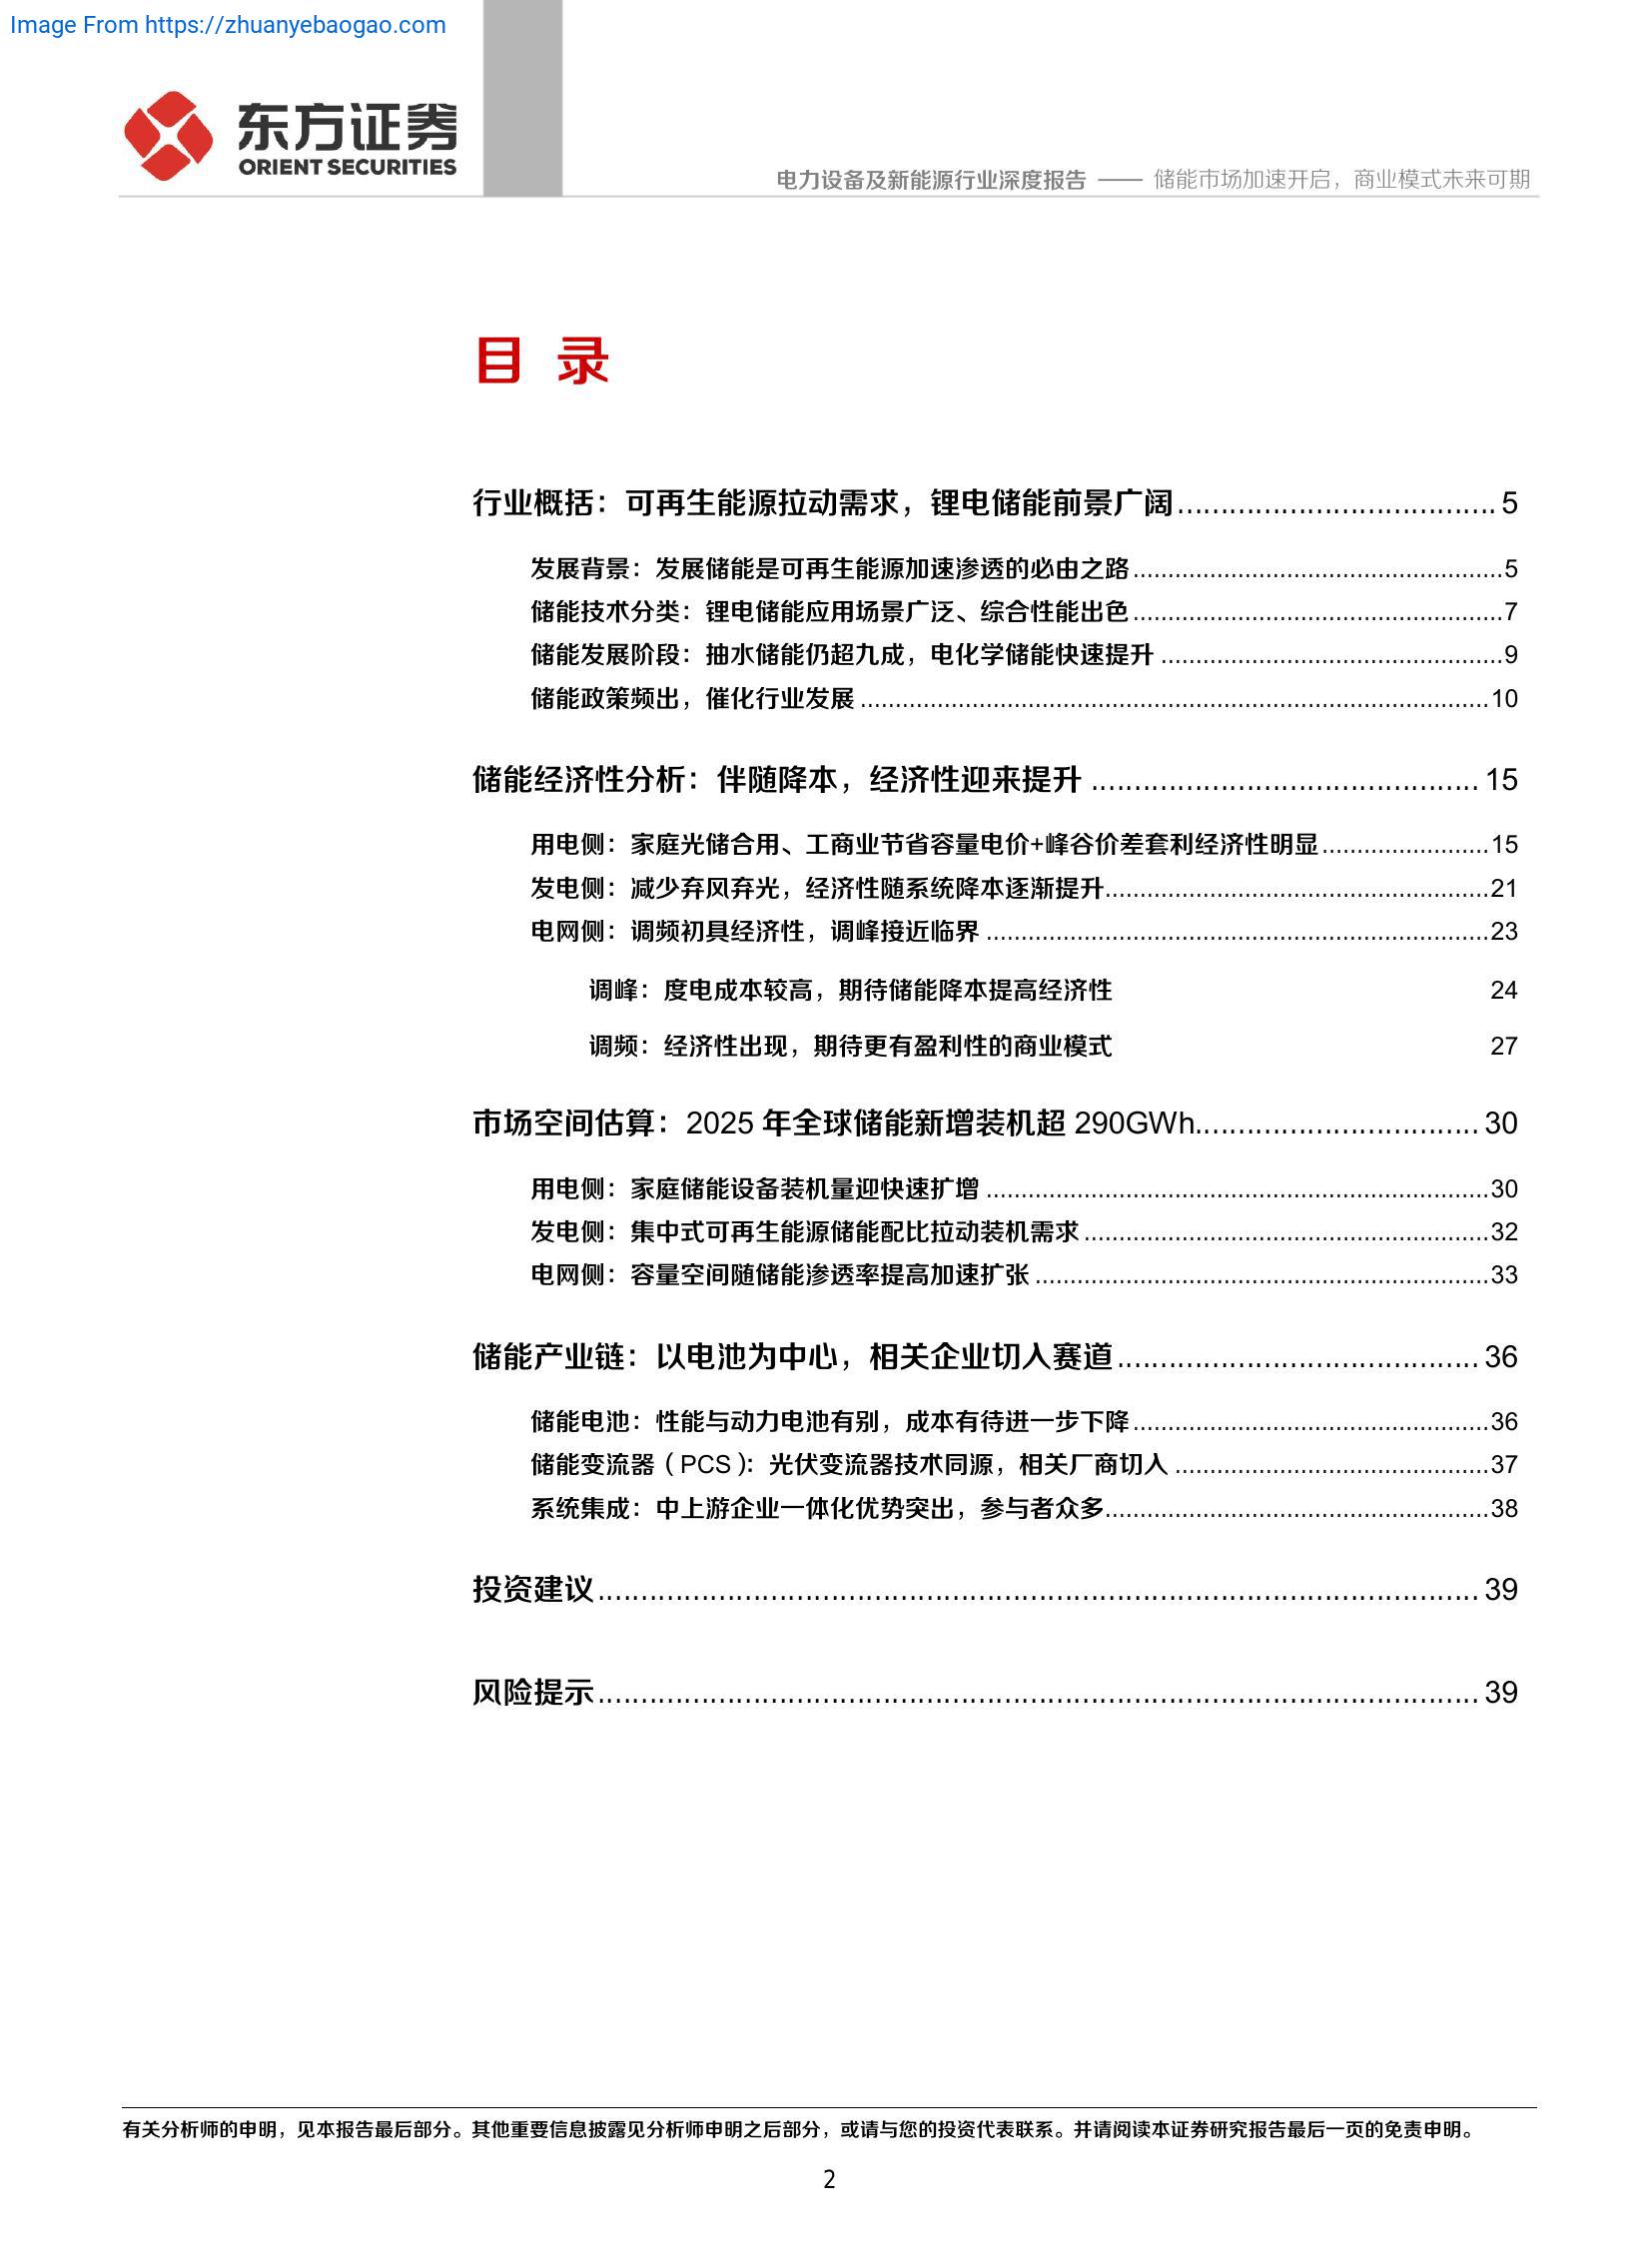 Image From https://zhuanyebaogao.com
东方证券
ORIENT SECURITIES
电力设备及新能源行业深度报告 —— 储能市场加速开启，商业模式未来可期
目 录
行业概括：可再生能源拉动需求，锂电储能前景广阔..................................... 5
发展背景：发展储能是可再生能源加速渗透的必由之路.....................................................5
储能技术分类：锂电储能应用场景广泛、综合性能出色.....................................................7
储能发展阶段：抽水储能仍超九成，电化学储能快速提升 .................................................9
储能政策频出，催化行业发展 ..........................................................................................10
储能经济性分析：伴随降本，经济性迎来提升 ............................................. 15
用电侧：家庭光储合用、工商业节省容量电价+峰谷价差套利经济性明显........................15
发电侧：减少弃风弃光，经济性随系统降本逐渐提升.......................................................21
电网侧：调频初具经济性，调峰接近临界 ........................................................................23
调峰：度电成本较高，期待储能降本提高经济性 24
调频：经济性出现，期待更有盈利性的商业模式 27
市场空间估算：2025 年全球储能新增装机超 290GWh................................. 30
用电侧：家庭储能设备装机量迎快速扩增 ........................................................................30
发电侧：集中式可再生能源储能配比拉动装机需求 ..........................................................32
电网侧：容量空间随储能渗透率提高加速扩张 .................................................................33
储能产业链：以电池为中心，相关企业切入赛道.......................................... 36
储能电池：性能与动力电池有别，成本有待进一步下降...................................................36
储能变流器（PCS）：光伏变流器技术同源，相关厂商切入 .............................................37
系统集成：中上游企业一体化优势突出，参与者众多.......................................................38
投资建议...................................................................................................... 39
风险提示...................................................................................................... 39
有关分析师的申明，见本报告最后部分。其他重要信息披露见分析师申明之后部分，或请与您的投资代表联系。并请阅读本证券研究报告最后一页的免责申明。
2